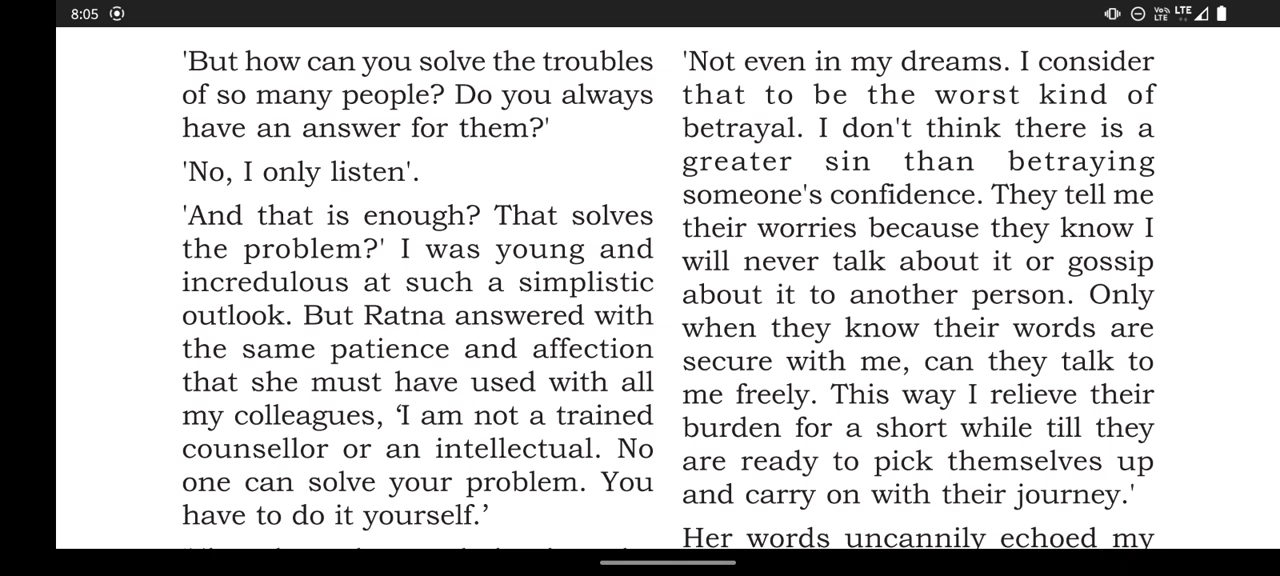 8:05
Vo LTE LTE
'But how can you solve the troubles
of so many people? Do you always
have an answer for them?'
'No, I only listen'.
'And that is enough? That solves
the problem?' I was young and
incredulous at such a simplistic
outlook. But Ratna answered with
the same patience and affection
that she must have used with all
my colleagues, ‘I am not a trained
counsellor or an intellectual. No
one can solve your problem. You
have to do it yourself.’
'Not even in my dreams. I consider
that to be the worst kind of
betrayal. I don't think there is a
greater sin than betraying
someone's confidence. They tell me
their worries because they know I
will never talk about it or gossip
about it to another person. Only
when they know their words are
secure with me, can they talk to
me freely. This way I relieve their
burden for a short while till they
are ready to pick themselves up
and carry on with their journey.'
Her words uncannily echoed my